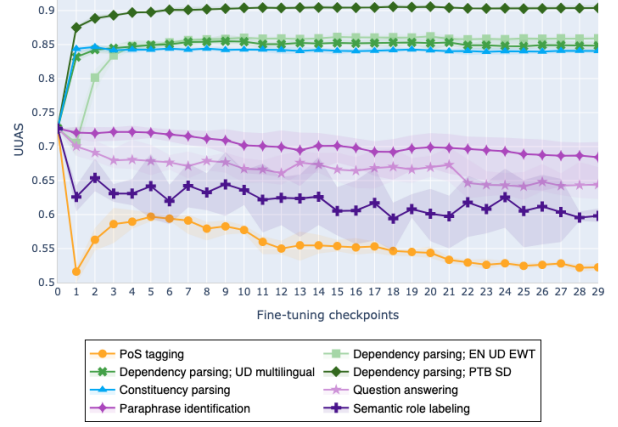 0.9
0.85
0.8
0.75
0.7
0.65
0.6
0.55
0.5
UUAS
0 1 2 3 4 5 6 7 8 9 10 11 12 13 14 15 16 17 18 19 20 21 22 23 24 25 26 27 28 29
Fine-tuning checkpoints
PoS tagging
Dependency parsing; EN UD EWT
Dependency parsing; UD multilingual
Dependency parsing; PTB SD
Constituency parsing
Question answering
Paraphrase identification
Semantic role labeling